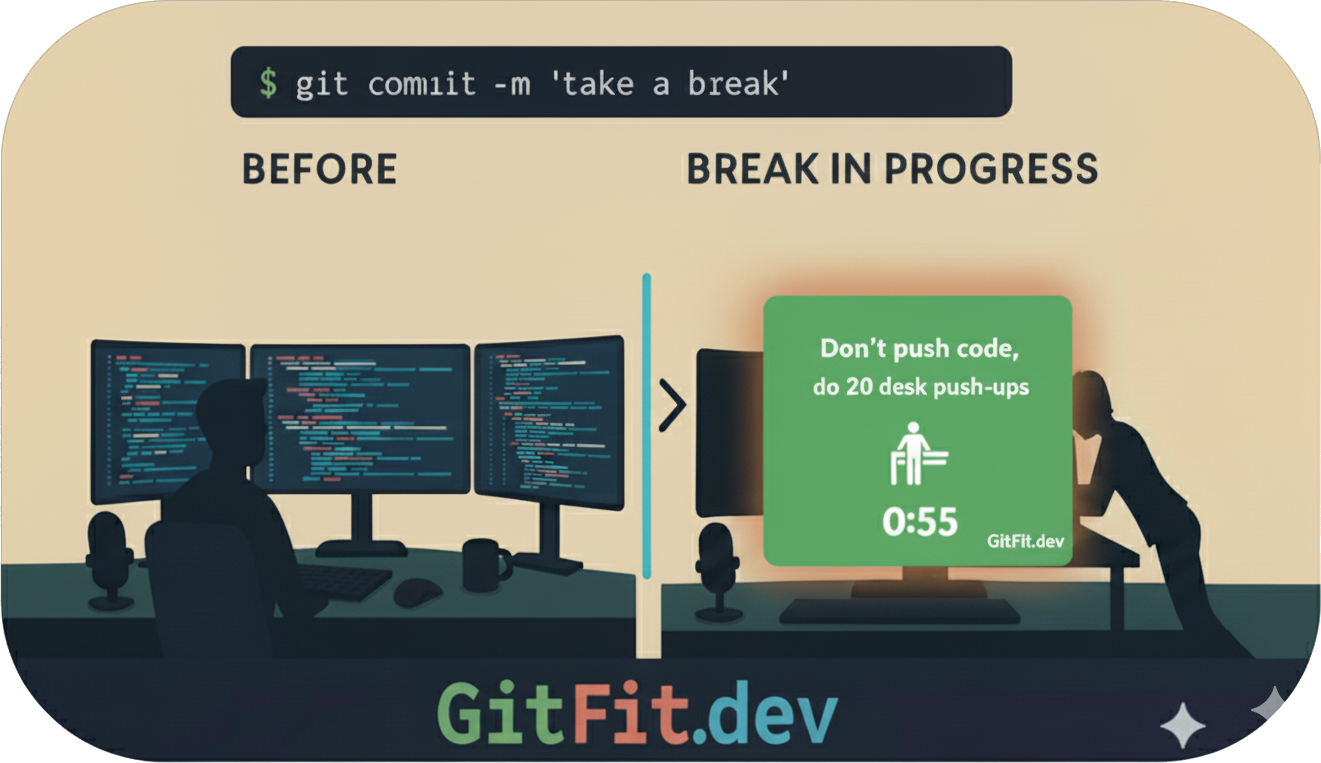 $ git comiit -m 'take a break'
BEFORE
BREAK IN PROGRESS
Don't push code,
do 20 desk push-ups
0:55
GitFit.dev
GitFit.dev